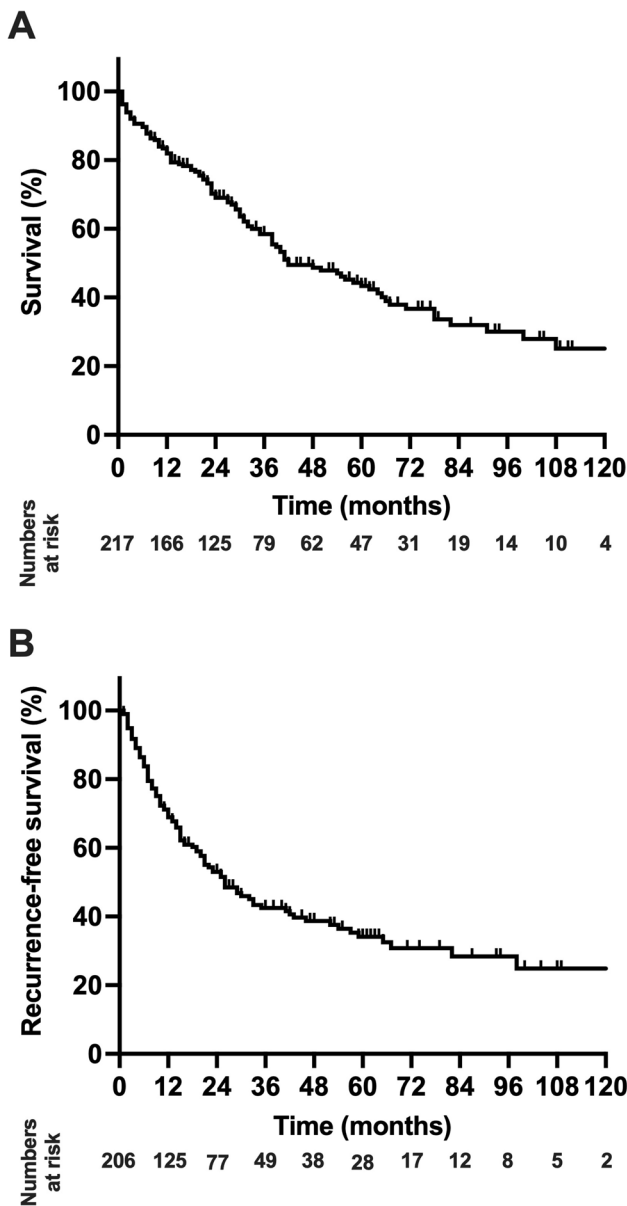 A
Survival (%)
100
80
60
40
20
0
0 12 24 36 48 60 72 84 96 108 120
Time (months)
Numbers
at risk
217 166 125 79 62 47 31 19 14 10 4
B
Recurrence-free survival (%)
100
80
60
40
20
0
0 12 24 36 48 60 72 84 96 108 120
Time (months)
Numbers
at risk
206 125 77 49 38 28 17 12 8 5 2